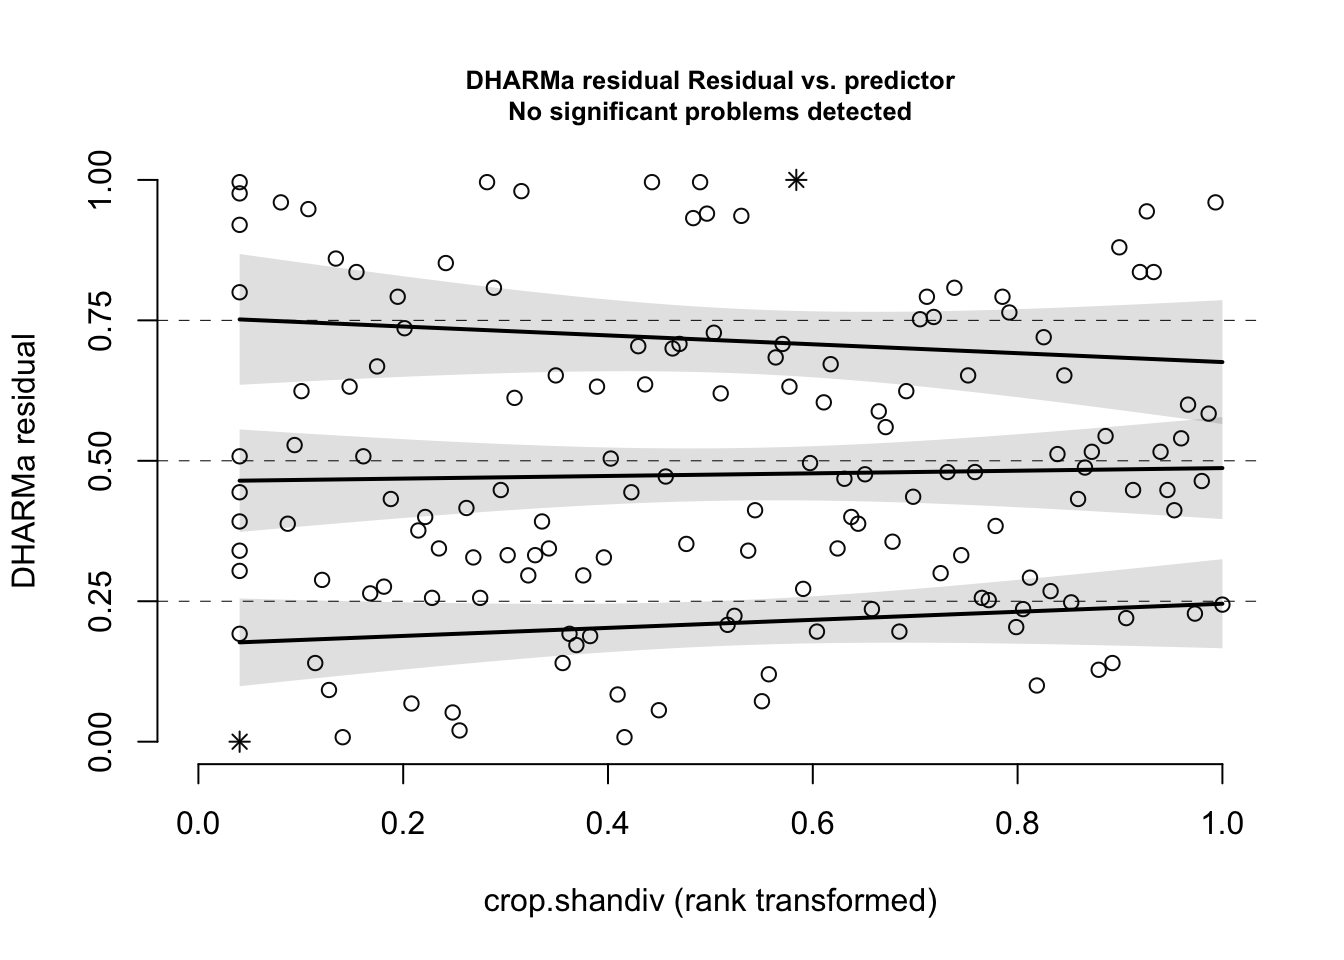 DHARMa residual Residual vs. predictor
No significant problems detected
DHARMa residual
1.00
0.75
0.50
0.25
0.00
0.0 0.2 0.4 0.6 0.8 1.0
crop.shandiv (rank transformed)